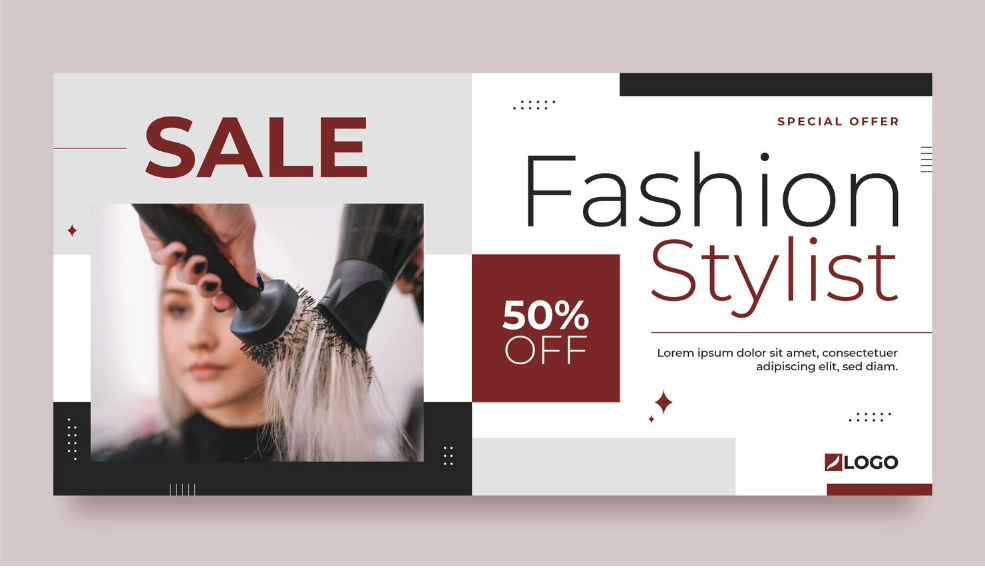 SALE
SPECIAL OFFER
Fashion
Stylist
50%
OFF
Lorem ipsum dolor sit amet, consectetuer
adipiscing elit, sed diam.
LOGO